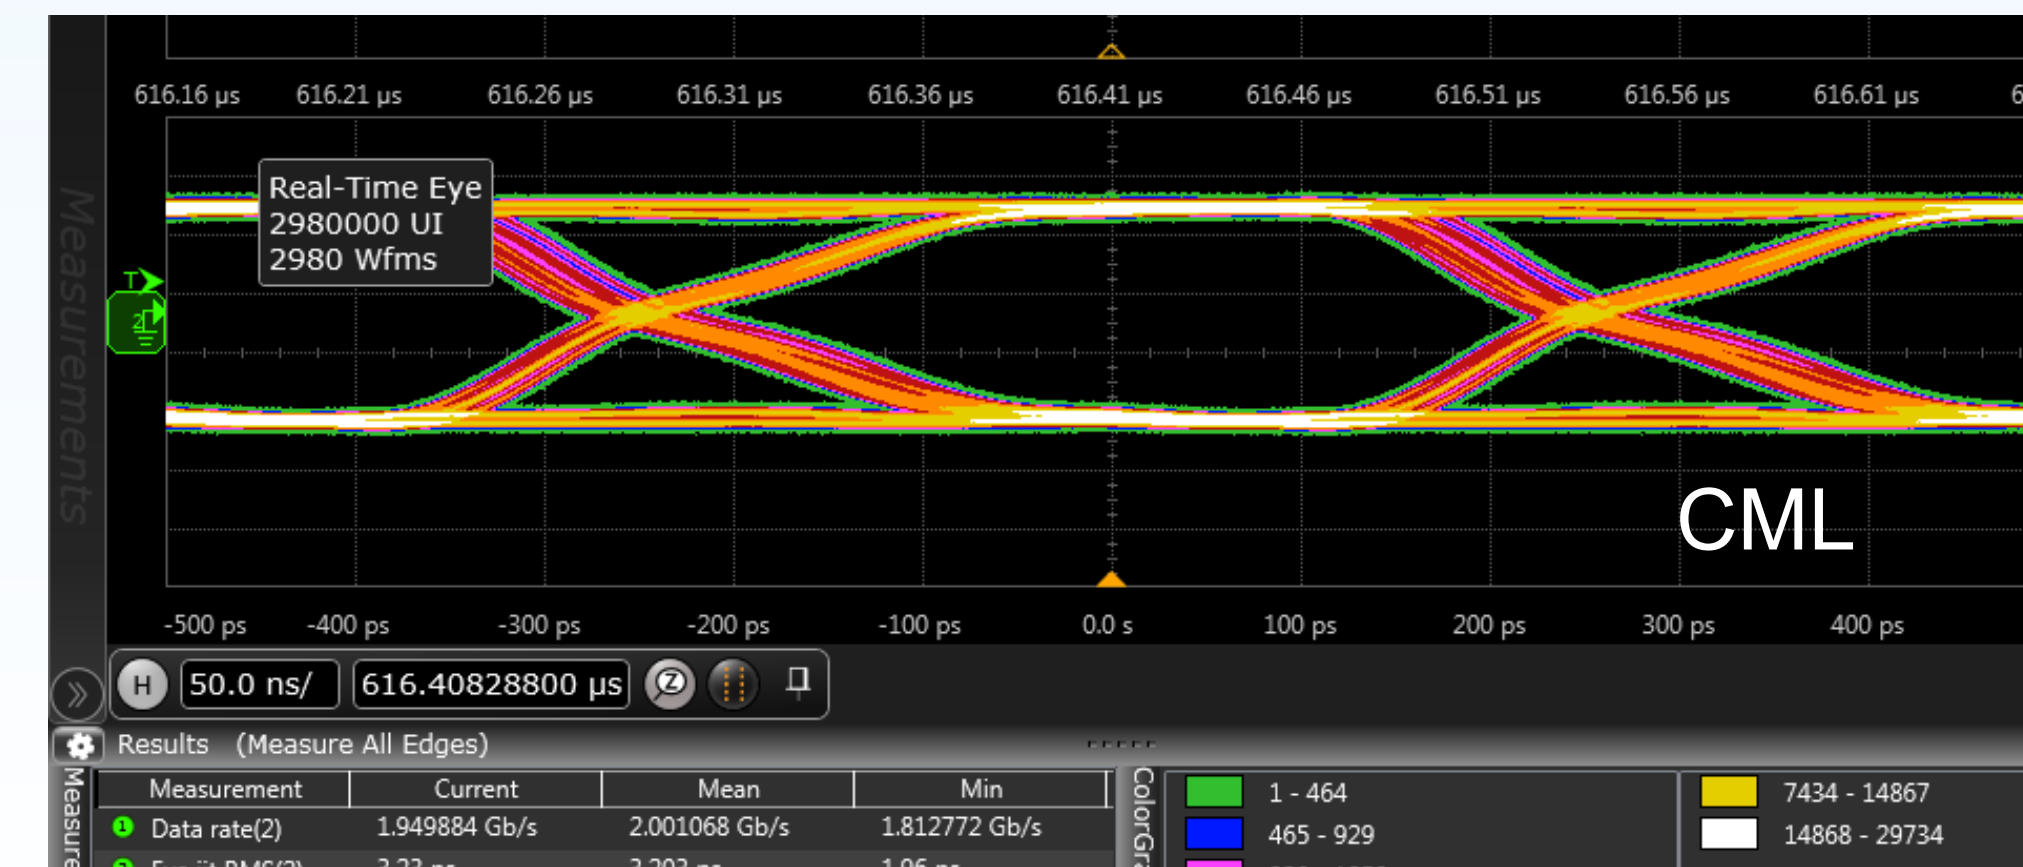 616.16 µs 616.21 µs 616.26 µs 616.31 µs 616.36 µs 616.41 µs 616.46 µs 616.51 µs 616.56 µs 616.61 µs
Real-Time Eye
2980000 UI
2980 Wfms
T
2
Measurements
CML
-500 ps -400 ps -300 ps -200 ps -100 ps 0.0 s 100 ps 200 ps 300 ps 400 ps
H 50.0 ns/ 616.40828800 µs Z
Results (Measure All Edges)
Measurement Current Mean Min
1 Data rate(2) 1.949884 Gb/s 2.001068 Gb/s 1.812772 Gb/s
1 - 464
465 - 929
7434 - 14867
14868 - 29734